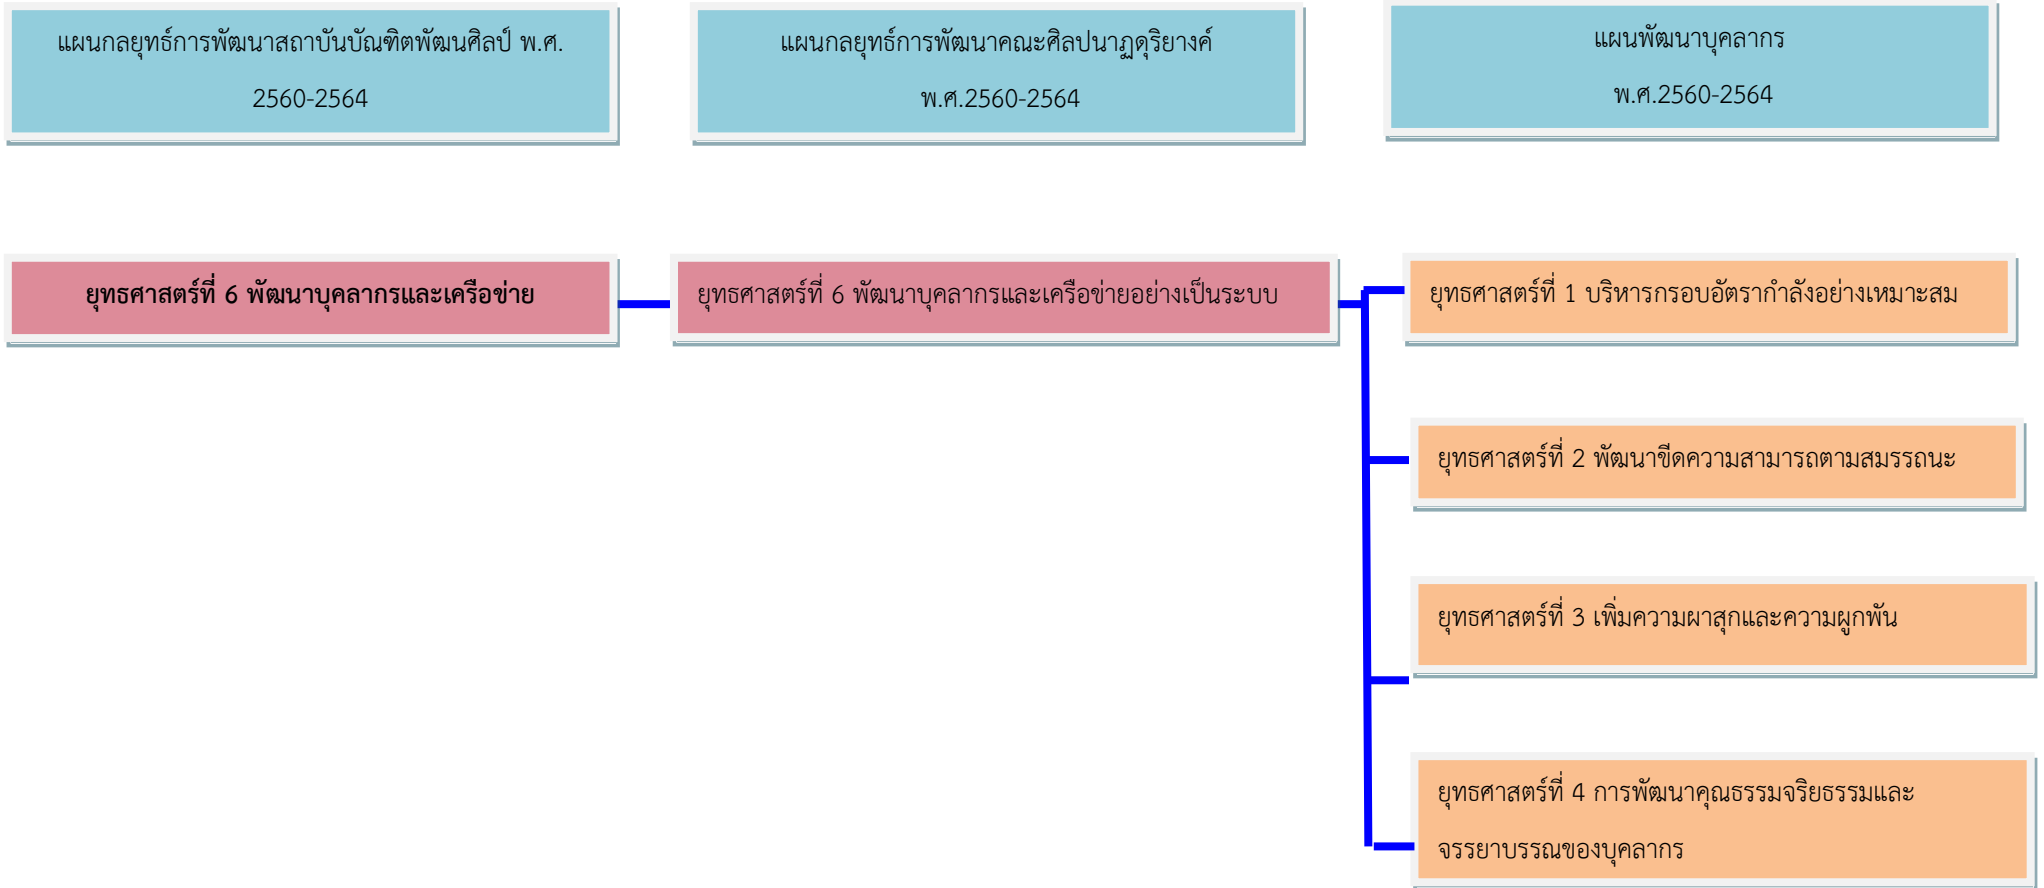 แผนกลยุทธ์การพัฒนาสถาบันบัณฑิตพัฒนศิลป์ พ.ศ.
2560-2564
แผนกลยุทธ์การพัฒนาคณะศิลปนาฏดุริยางค์
พ.ศ.2560-2564
แผนพัฒนาบุคลากร
พ.ศ.2560-2564
ยุทธศาสตร์ที่ 6 พัฒนาบุคลากรและเครือข่าย
ยุทธศาสตร์ที่ 6 พัฒนาบุคลากรและเครือข่ายอย่างเป็นระบบ
ยุทธศาสตร์ที่ 1 บริหารกรอบอัตรากำลังอย่างเหมาะสม
ยุทธศาสตร์ที่ 2 พัฒนาขีดความสามารถตามสมรรถนะ
ยุทธศาสตร์ที่ 3 เพิ่มความผาสุกและความผูกพัน
ยุทธศาสตร์ที่ 4 การพัฒนาคุณธรรมจริยธรรมและ
จรรยาบรรณของบุคลากร